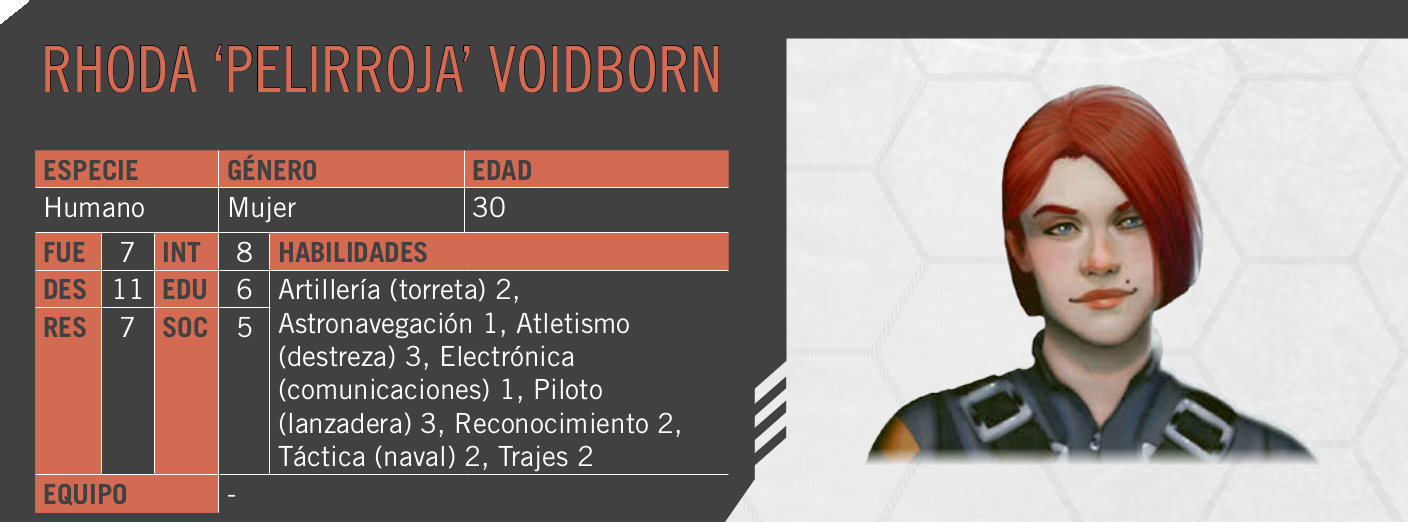 RHODA ‘PELIRROJA’ VOIDBORN
ESPECIE GÉNERO EDAD
Humano Mujer 30
FUE 7 INT 8 HABILIDADES
DES 11 EDU 6 Artillería (torreta) 2,
RES 7 SOC 5 Astronavegación 1, Atletismo
(destreza) 3, Electrónica
(comunicaciones) 1, Piloto
(lanzadera) 3, Reconocimiento 2,
Táctica (naval) 2, Trajes 2
EQUIPO -